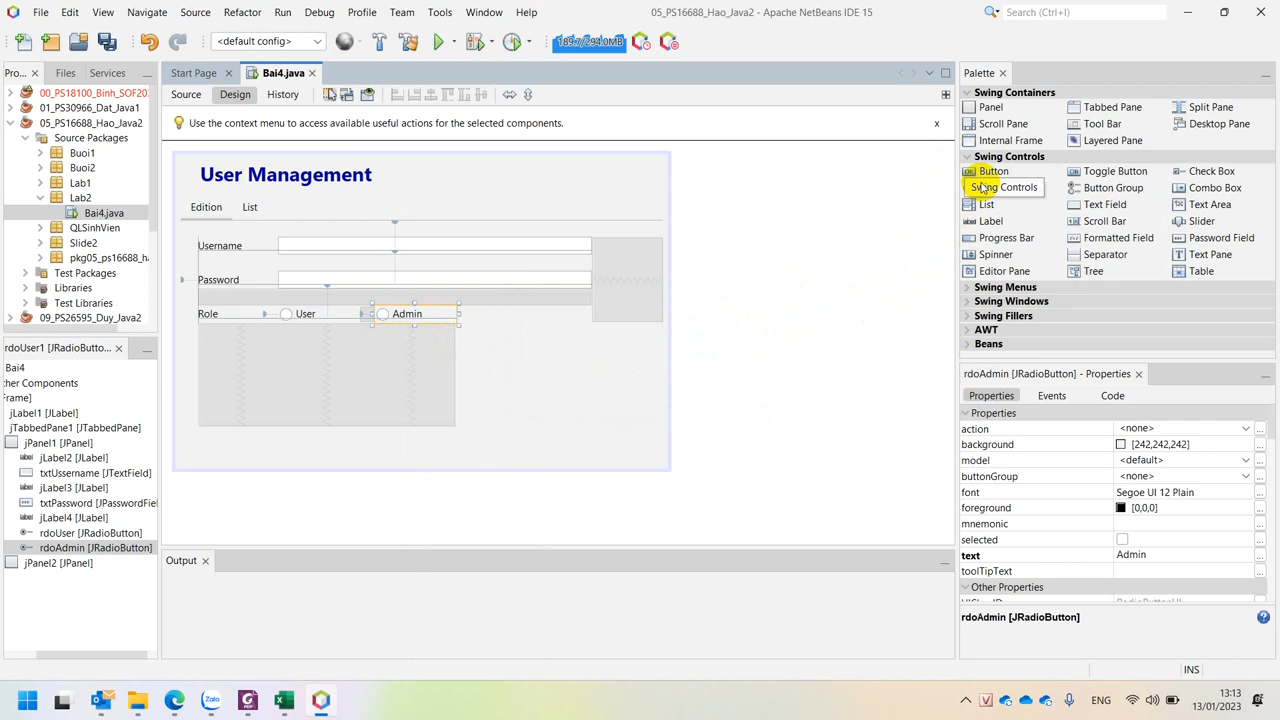 File Edit View Navigate Source Refactor Run Debug Profile Team Tools Window Help
05_PS16688_Hao_Java2 - Apache NetBeans IDE 15
Search (Ctrl+I)
<default config>
189.7/294.0MB
Pro...
Files
Services
Start Page
Bai4.java
Palette
Source
Design
History
00_PS18100_Binh_SOF20
01_PS30966_Dat_Java1
05_PS16688_Hao_Java2
Source Packages
Buoi1
Buoi2
Lab1
Lab2
Bai4.java
QLSinhVien
Slide2
pkg05_ps16688_ha
Test Packages
Libraries
Test Libraries
09_PS26595_Duy_Java2
Use the context menu to access available useful actions for the selected components.
x
User Management
Edition
List
Username
Password
Role
User
Admin
Swing Containers
Panel
Tabbed Pane
Split Pane
Scroll Pane
Tool Bar
Desktop Pane
Internal Frame
Layered Pane
Swing Controls
Button
Toggle Button
Check Box
Swing Controls
Button Group
Combo Box
List
Text Field
Text Area
Label
Scroll Bar
Slider
Progress Bar
Formatted Field
Password Field
Spinner
Separator
Text Pane
Editor Pane
Tree
Table
Swing Menus
Swing Windows
Swing Fillers
AWT
Beans
rdoUser1 [JRadioButto...
Bai4
ther Components
Frame]
jLabel1 [JLabel]
jTabbedPane1 [JTabbedPane]
jPanel1 [JPanel]
jLabel2 [JLabel]
txtUssername [JTextField]
jLabel3 [JLabel]
txtPassword [JPasswordFiel
jLabel4 [JLabel]
rdoUser [JRadioButton]
rdoAdmin [JRadioButton]
jPanel2 [JPanel]
rdoAdmin [JRadioButton] - Properties
Properties
Events
Code
Properties
action <none> ...
background [242,242,242] ...
model <default> ...
buttonGroup <none> ...
font Segoe UI 12 Plain ...
foreground [0,0,0] ...
mnemonic ...
selected ...
text Admin ...
toolTipText ...
Other Properties
rdoAdmin [JRadioButton]
Output
INS
ENG
13:13
13/01/2023